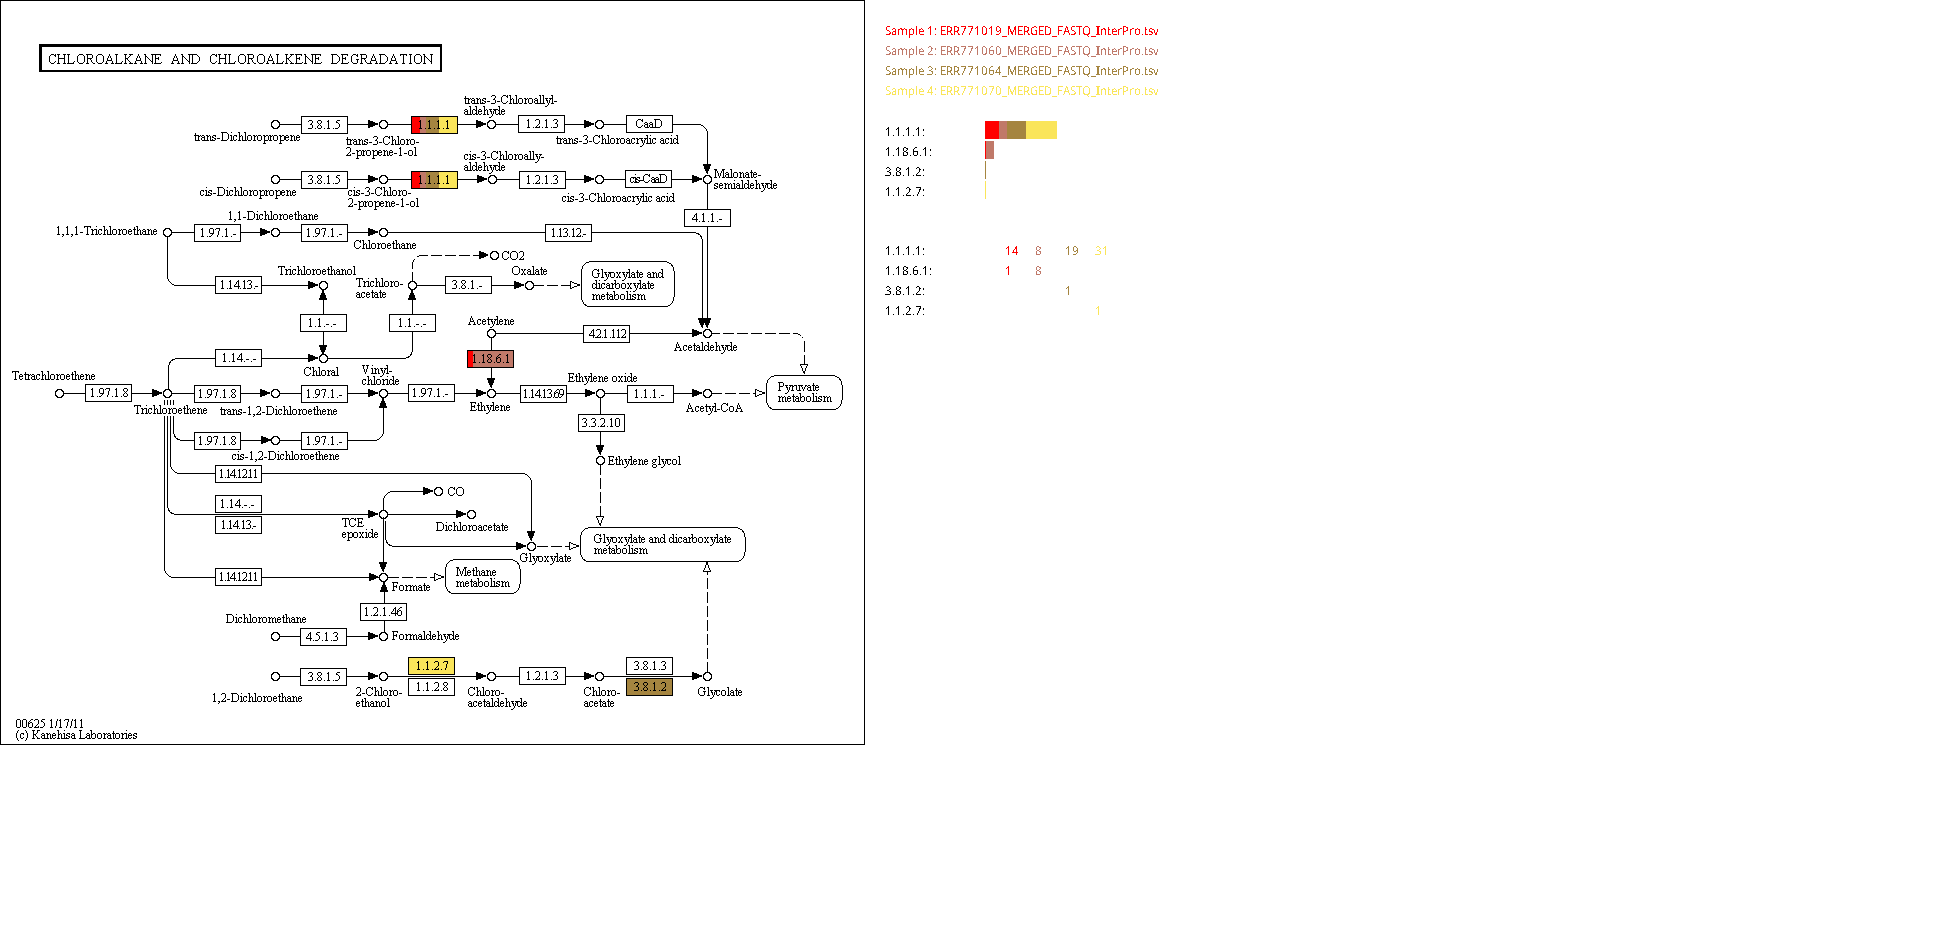 CHLOROALKANE AND CHLOROALKENE DEGRADATION
trans-3-Chloroallyl-
aldehyde
3.8.1.5
1.1.1.1
1.2.1.3
CaaD
trans-Dichloropropene
trans-3-Chloro-
2-propene-1-ol
trans-3-Chloroacrylic acid
cis-3-Chloroally-
aldehyde
3.8.1.5
1.1.1.1
1.2.1.3
cis-CaaD
Malonate-
semialdehyde
cis-Dichloropropene
cis-3-Chloro-
2-propene-1-ol
cis-3-Chloroacrylic acid
4.1.1.-
1,1-Dichloroethane
1,1,1-Trichloroethane
1.97.1.-
1.97.1.-
1.13.12.-
Chloroethane
CO2
Trichloroethanol
Oxalate
1.14.13.-
Trichloro-
acetate
3.8.1.-
Glyoxylate and
dicarboxylate
metabolism
1.1.-.-
1.1.-.-
Acetylene
4.2.1.112
Acetaldehyde
1.14.-.-
1.18.6.1
Chloral
Vinyl-
chloride
Tetrachloroethene
Ethylene oxide
1.97.1.8
1.97.1.8
1.97.1.-
1.97.1.-
1.14.13.69
1.1.1.-
Pyruvate
metabolism
Trichloroethene
trans-1,2-Dichloroethene
Ethylene
Acetyl-CoA
3.3.2.10
1.97.1.8
1.97.1.-
cis-1,2-Dichloroethene
Ethylene glycol
1.14.12.11
CO
1.14.-.-
1.14.13.-
TCE
epoxide
Dichloroacetate
Glyoxylate and dicarboxylate
metabolism
Glyoxylate
1.14.12.11
Formate
Methane
metabolism
1.2.1.46
Dichloromethane
4.5.1.3
Formaldehyde
1.1.2.7
3.8.1.3
3.8.1.5
1.2.1.3
1.1.2.8
3.8.1.2
1,2-Dichloroethane
2-Chloro-
ethanol
Chloro-
acetaldehyde
Chloro-
acetate
Glycolate
00625 1/17/11
(c) Kanehisa Laboratories
Sample 1: ERR771019_MERGED_FASTQ_InterPro.tsv
Sample 2: ERR771060_MERGED_FASTQ_InterPro.tsv
Sample 3: ERR771064_MERGED_FASTQ_InterPro.tsv
Sample 4: ERR771070_MERGED_FASTQ_InterPro.tsv
1.1.1.1:
1.18.6.1:
3.8.1.2:
1.1.2.7:
1.1.1.1: 14 8 19 31
1.18.6.1: 1 8
3.8.1.2: 1
1.1.2.7: 1